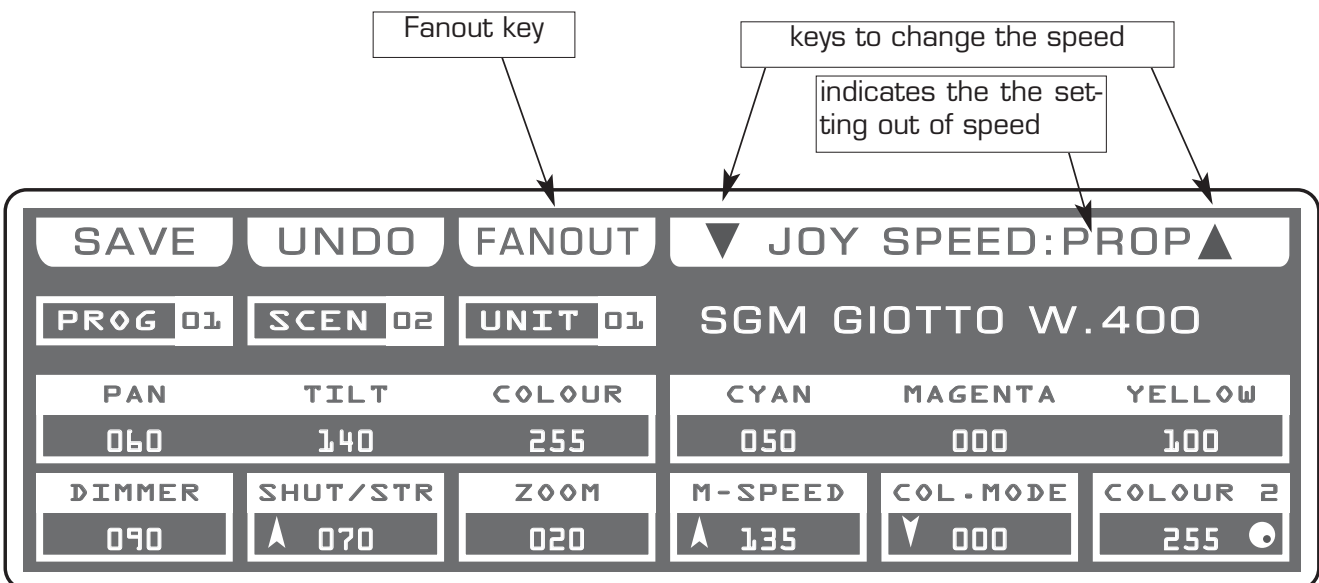 Fanout key
keys to change the speed
indicates the the set-
ting out of speed
SAVE UNDO FANOUT ▼ JOY SPEED:PROP▲
PROG 01 SCEN 02 UNIT 01 SGM GIOTTO W.400
PAN TILT COLOUR CYAN MAGENTA YELLOW
060 140 255 050 000 100
DIMMER SHUT/STR ZOOM M-SPEED COL.MODE COLOUR 2
090 070 020 135 000 255